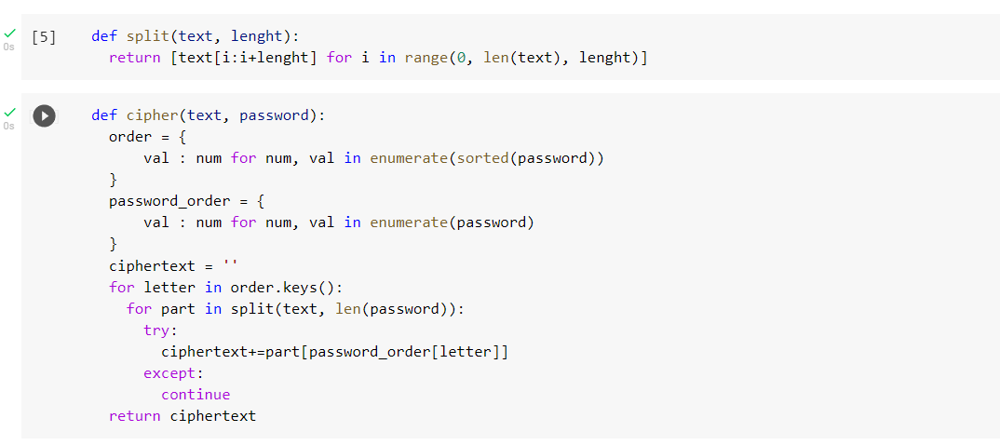 [5] def split(text, lenght):
return [text[i:i+lenght] for i in range(0, len(text), lenght)]
0s
def cipher(text, password):
order = {
val : num for num, val in enumerate(sorted(password))
}
password_order = {
val : num for num, val in enumerate(password)
}
ciphertext = ''
for letter in order.keys():
for part in split(text, len(password)):
try:
ciphertext+=part[password_order[letter]]
except:
continue
return ciphertext
0s